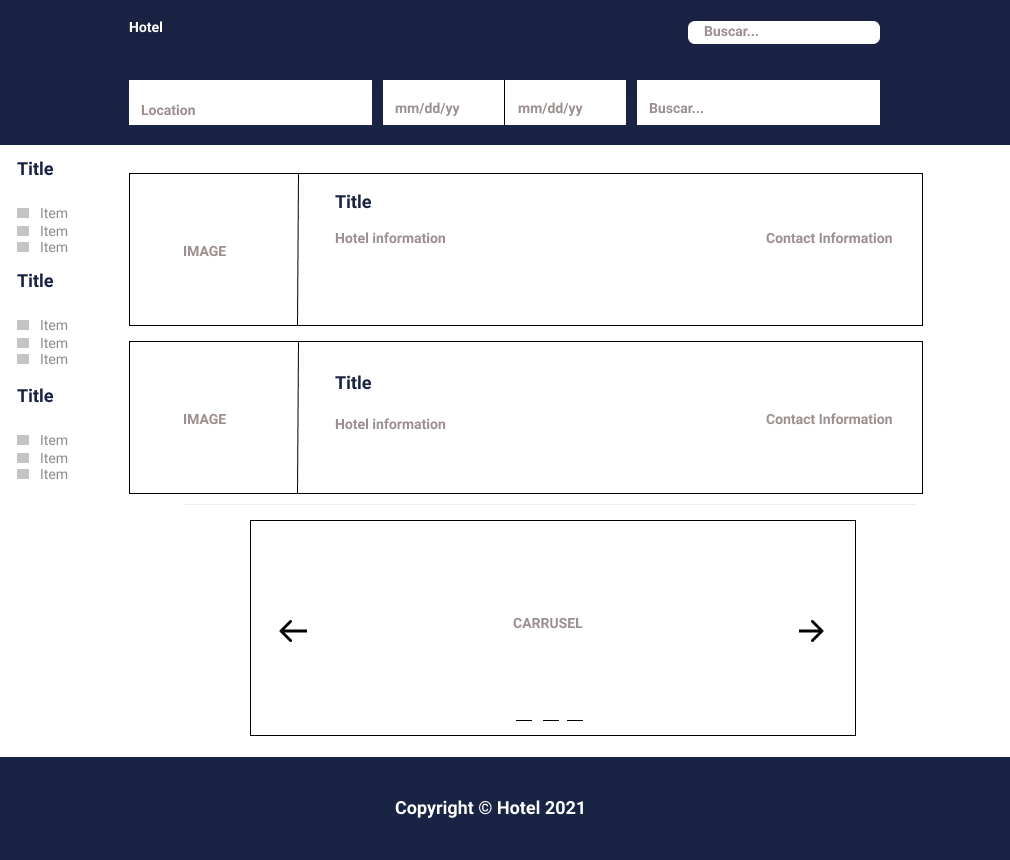 Hotel
Buscar...
Location
mm/dd/yy
mm/dd/yy
Buscar...
Title
Item
Item
Item
Title
Item
Item
Item
Title
Item
Item
Item
IMAGE
Title
Hotel information
Contact Information
IMAGE
Title
Hotel information
Contact Information
CARRUSEL
Copyright © Hotel 2021